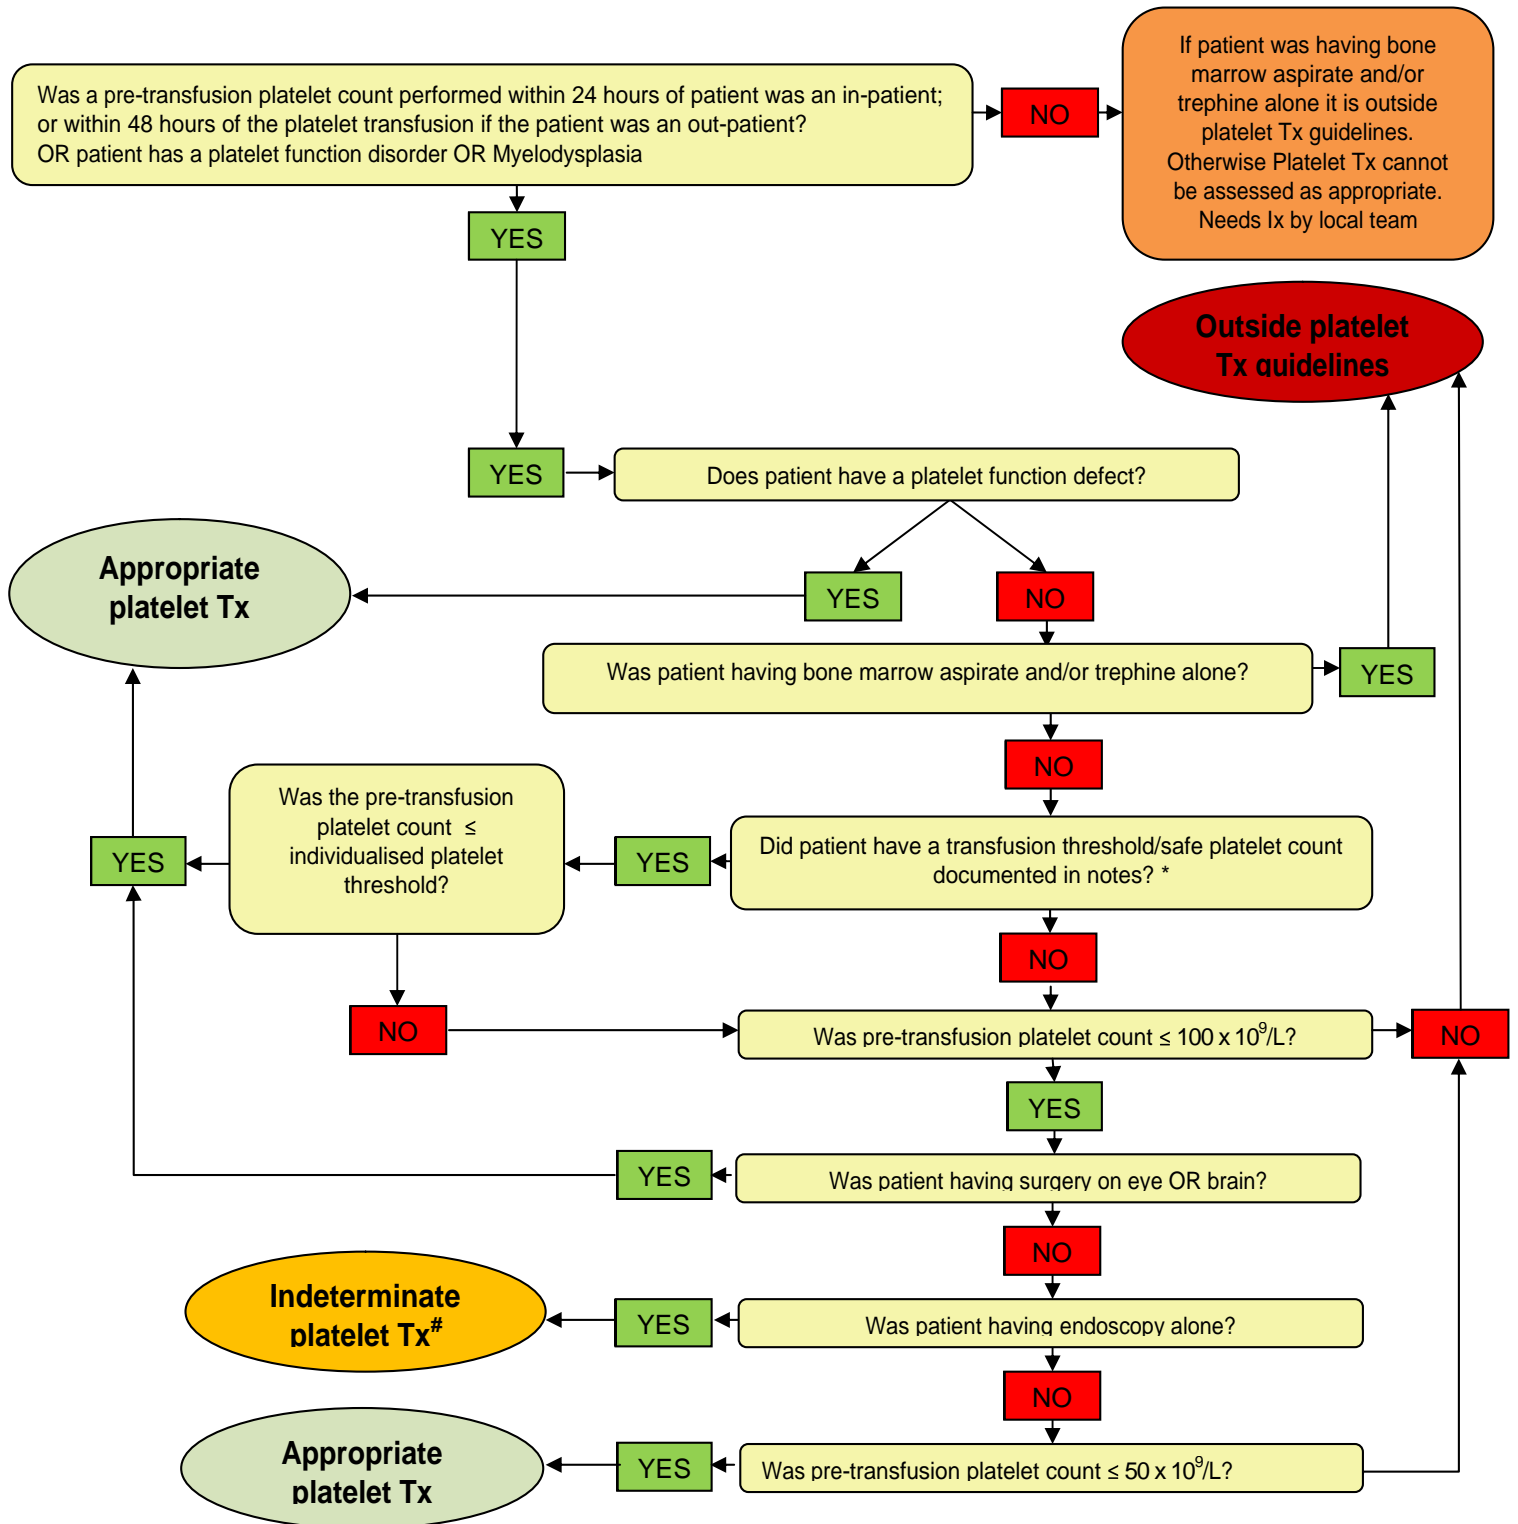 Was a pre-transfusion platelet count performed within 24 hours of patient was an in-patient;
or within 48 hours of the platelet transfusion if the patient was an out-patient?
OR patient has a platelet function disorder OR Myelodysplasia
NO
If patient was having bone
marrow aspirate and/or
trephine alone it is outside
platelet Tx guidelines.
Otherwise Platelet Tx cannot
be assessed as appropriate.
Needs Ix by local team
YES
Outside platelet
Tx guidelines
YES
Does patient have a platelet function defect?
Appropriate
platelet Tx
YES
NO
Was patient having bone marrow aspirate and/or trephine alone?
YES
NO
Was the pre-transfusion
platelet count ≤
individualised platelet
threshold?
YES
YES
Did patient have a transfusion threshold/safe platelet count
documented in notes? *
NO
NO
Was pre-transfusion platelet count ≤ 100 x 10⁹/L?
NO
YES
YES
Was patient having surgery on eye OR brain?
NO
Indeterminate
platelet Tx#
YES
Was patient having endoscopy alone?
NO
Appropriate
platelet Tx
YES
Was pre-transfusion platelet count ≤ 50 x 10⁹/L?